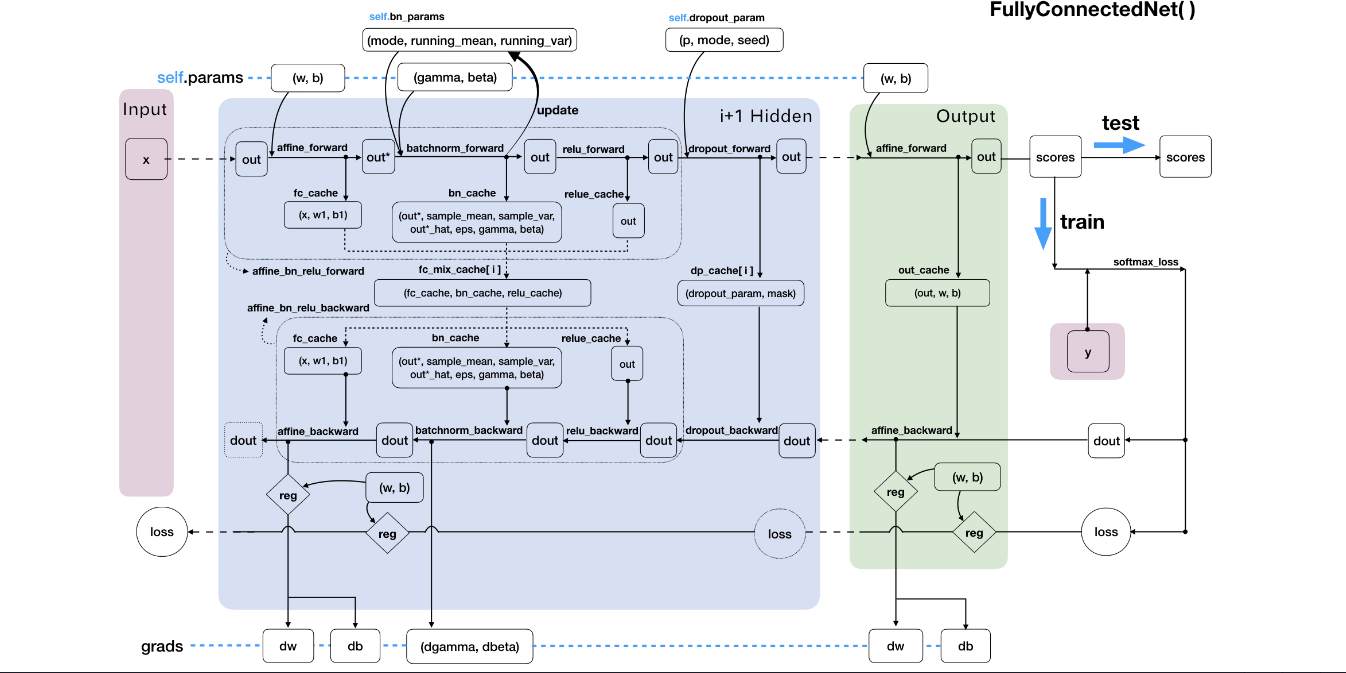 FullyConnectedNet( )
self.bn_params
self.dropout_param
(mode, running_mean, running_var)
(p, mode, seed)
self.params
(w, b)
(gamma, beta)
(w, b)
Input
update
i+1 Hidden
Output
test
x
out
affine_forward
out*
batchnorm_forward
out
relu_forward
out
dropout_forward
out
affine_forward
out
scores
scores
fc_cache
bn_cache
relue_cache
(x, w1, b1)
(out*, sample_mean, sample_var,
out*_hat, eps, gamma, beta)
out
train
affine_bn_relu_forward
fc_mix_cache[ i ]
dp_cache[ i ]
out_cache
softmax_loss
(fc_cache, bn_cache, relu_cache)
(dropout_param, mask)
(out, w, b)
affine_bn_relu_backward
fc_cache
bn_cache
relue_cache
(x, w1, b1)
(out*, sample_mean, sample_var,
out*_hat, eps, gamma, beta)
out
y
dout
affine_backward
dout
batchnorm_backward
dout
relu_backward
dout
dropout_backward
dout
affine_backward
dout
reg
(w, b)
reg
(w, b)
loss
reg
loss
reg
loss
grads
dw
db
(dgamma, dbeta)
dw
db